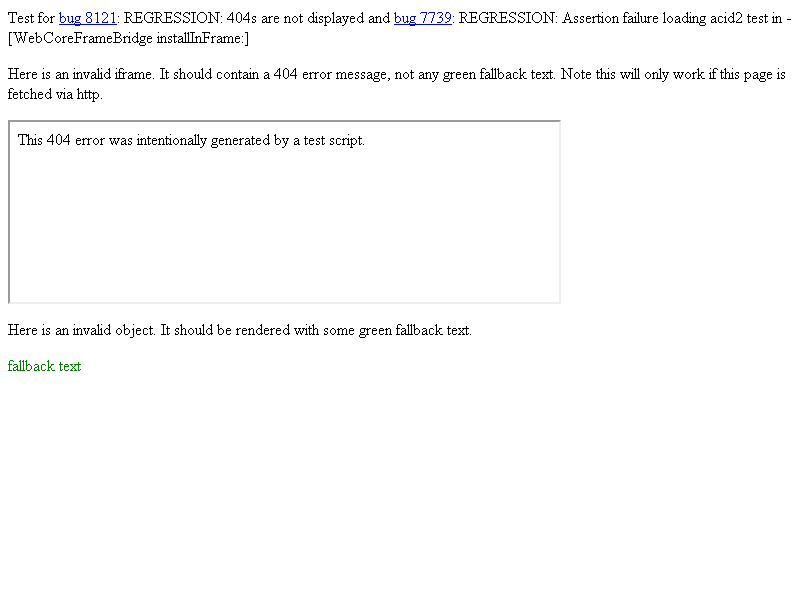 Test for bug 8121: REGRESSION: 404s are not displayed and bug 7739: REGRESSION: Assertion failure loading acid2 test in -
[WebCoreFrameBridge installInFrame:]
Here is an invalid iframe. It should contain a 404 error message, not any green fallback text. Note this will only work if this page is
fetched via http.
This 404 error was intentionally generated by a test script.
Here is an invalid object. It should be rendered with some green fallback text.
fallback text